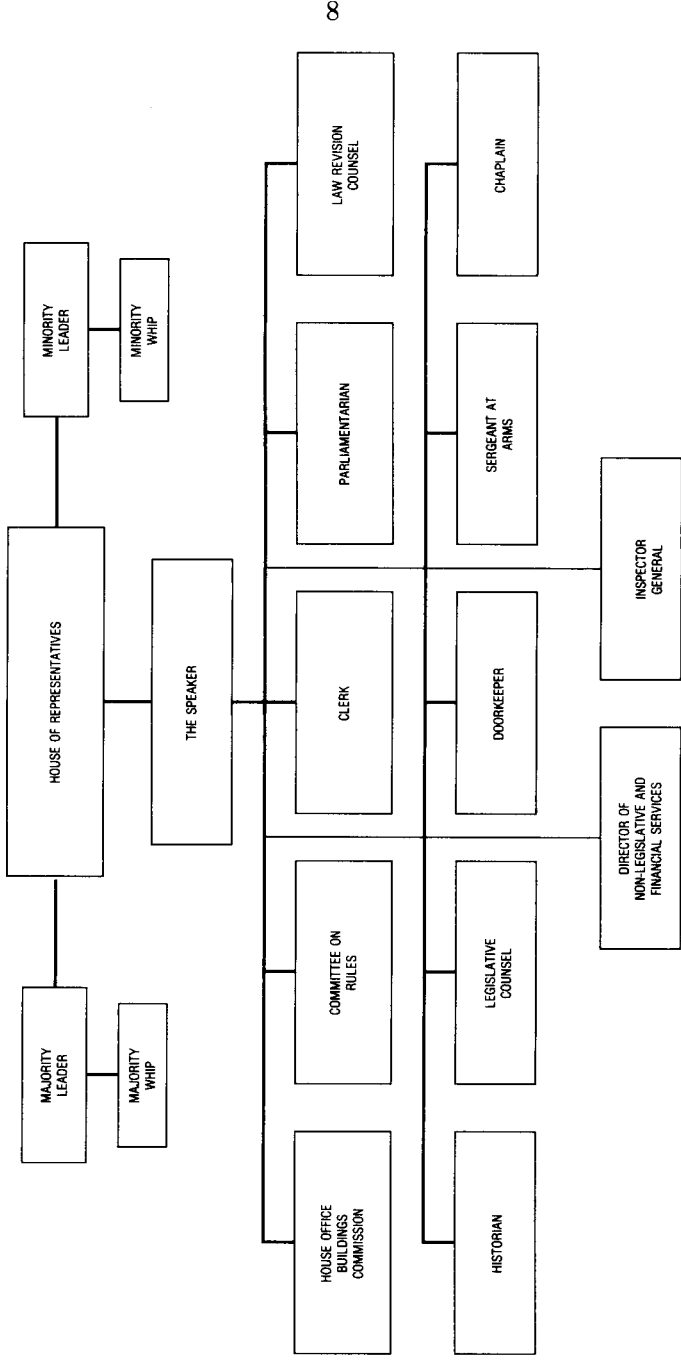 8
HOUSE OF REPRESENTATIVES
MAJORITY
LEADER
MINORITY
LEADER
MAJORITY
WHIP
MINORITY
WHIP
THE SPEAKER
HOUSE OFFICE
BUILDINGS
COMMISSION
COMMITTEE ON
RULES
CLERK
PARLIAMENTARIAN
LAW REVISION
COUNSEL
HISTORIAN
LEGISLATIVE
COUNSEL
DOORKEEPER
SERGEANT AT
ARMS
CHAPLAIN
DIRECTOR OF
NON-LEGISLATIVE AND
FINANCIAL SERVICES
INSPECTOR
GENERAL